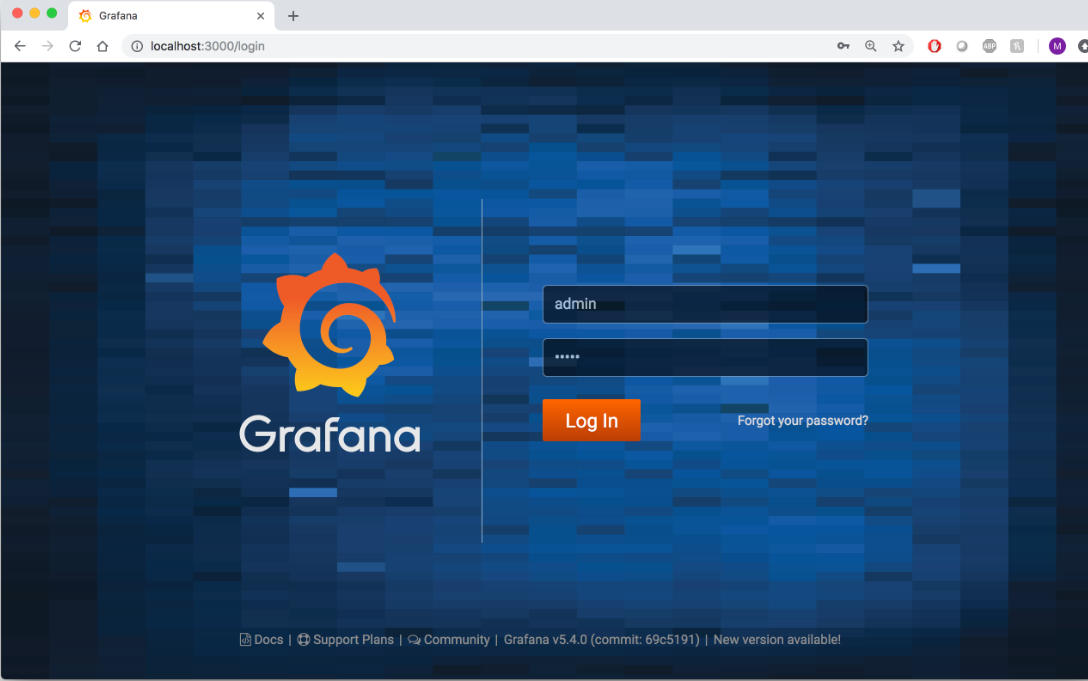 Grafana
localhost:3000/login
ABP
M
admin
•••••
Log In
Forgot your password?
Grafana
Docs | Support Plans | Community | Grafana v5.4.0 (commit: 69c5191) | New version available!